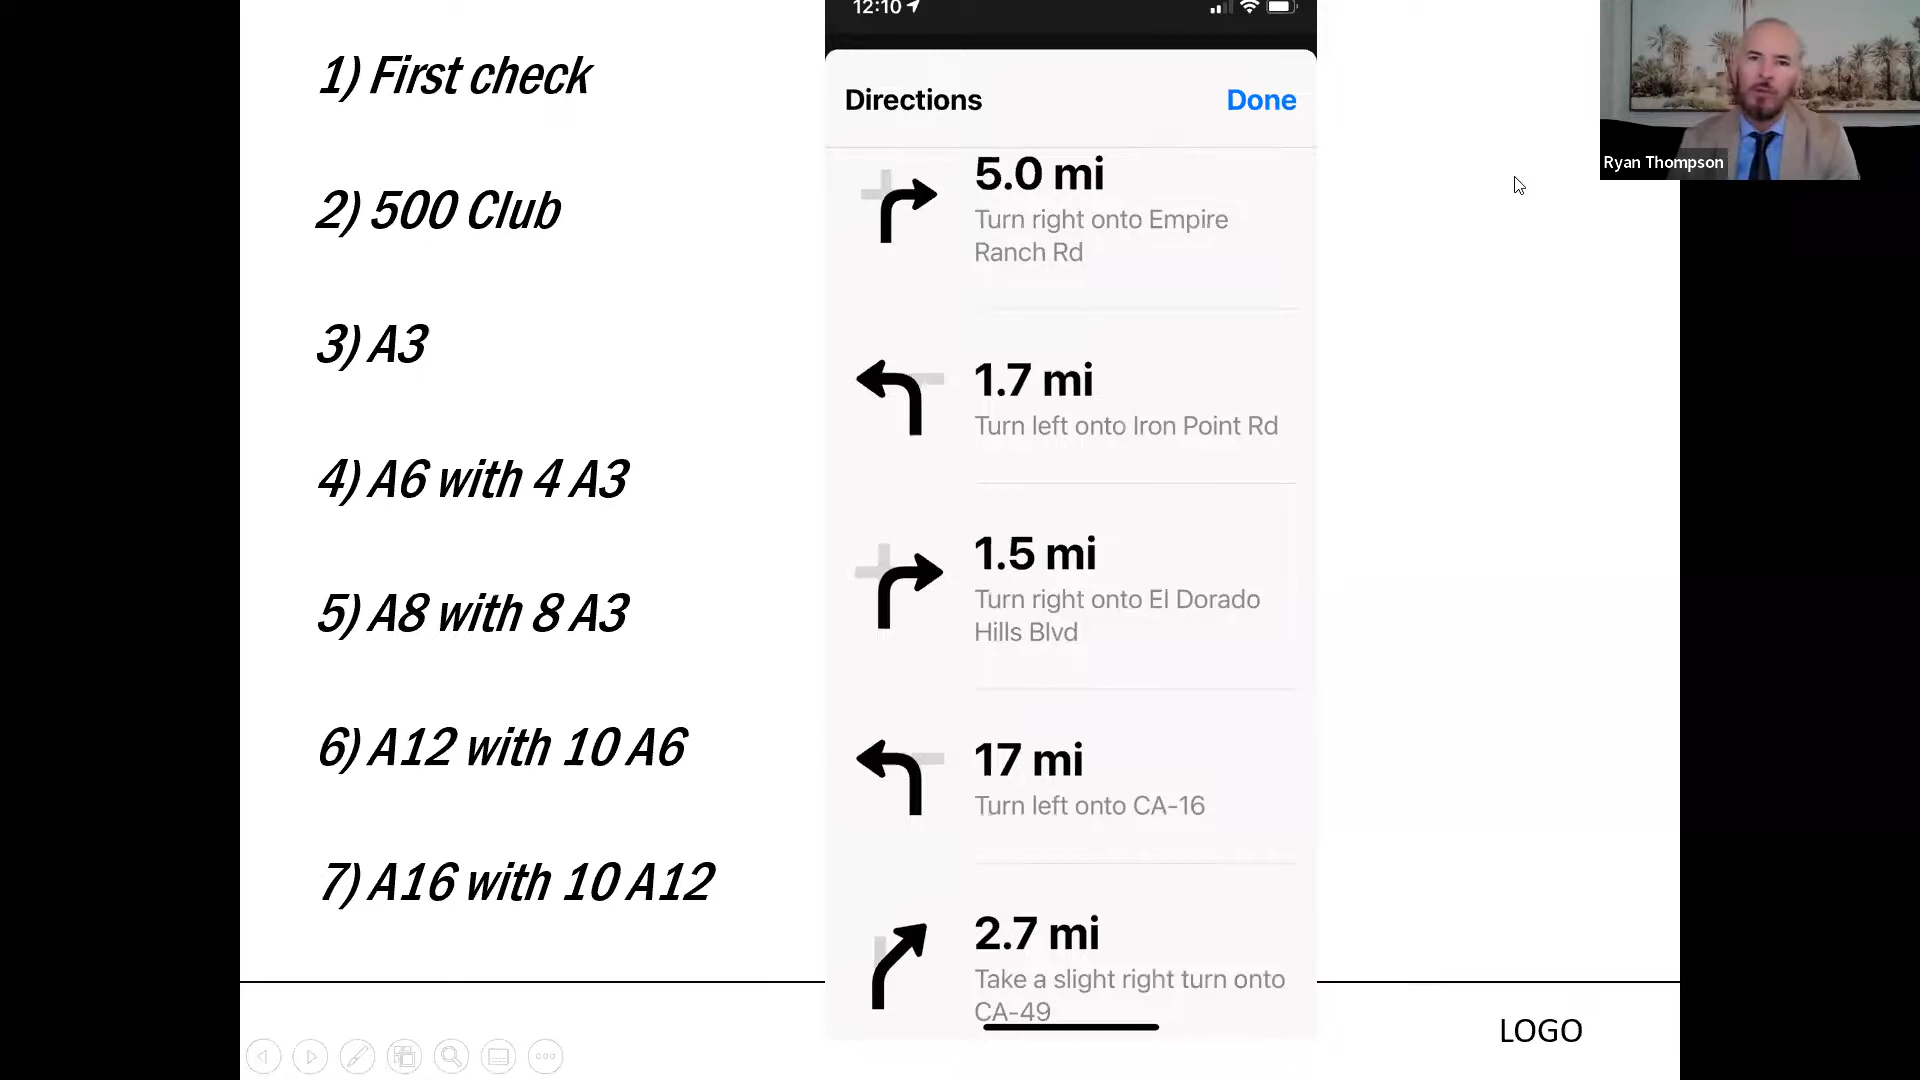 1) First check
2) 500 Club
3) A3
4) A6 with 4 A3
5) A8 with 8 A3
6) A12 with 10 A6
7) A16 with 10 A12
12:10
Directions
Done
5.0 mi
Turn right onto Empire
Ranch Rd
1.7 mi
Turn left onto Iron Point Rd
1.5 mi
Turn right onto El Dorado
Hills Blvd
17 mi
Turn left onto CA-16
2.7 mi
Take a slight right turn onto
CA-49
Ryan Thompson
LOGO